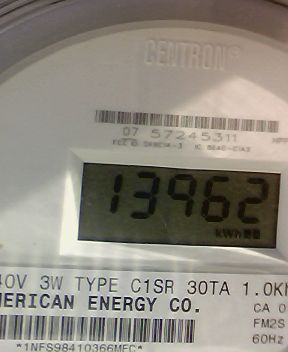 CENTRON®
07 57245311
13962
kWh
40V 3W TYPE C1SR 30TA 1.0K
MERICAN ENERGY CO.
CA 0
FM2S
60Hz
*1NFS98410366MEC*